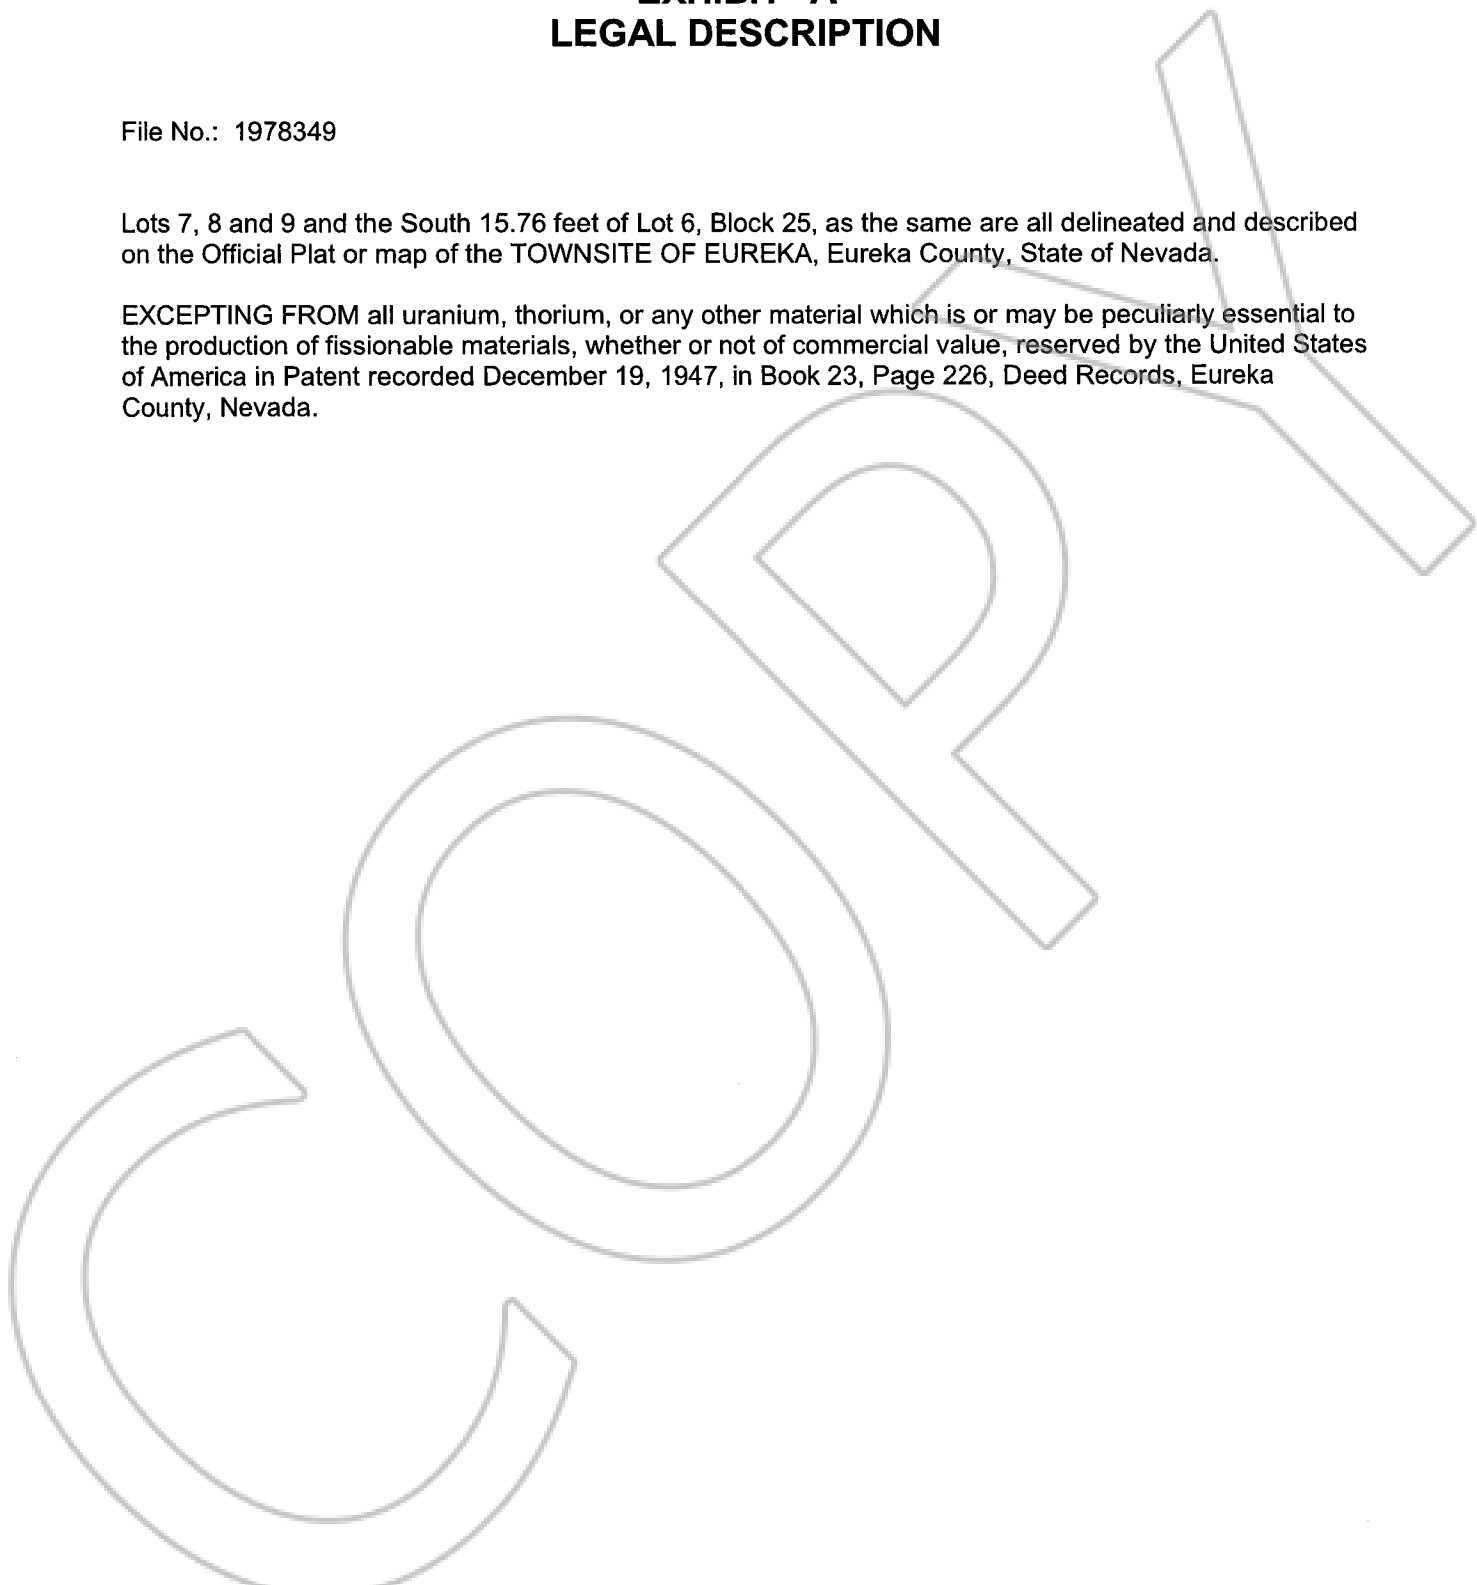 EXHIBIT "A"
LEGAL DESCRIPTION
File No.: 1978349
Lots 7, 8 and 9 and the South 15.76 feet of Lot 6, Block 25, as the same are all delineated and described
on the Official Plat or map of the TOWNSITE OF EUREKA, Eureka County, State of Nevada.
EXCEPTING FROM all uranium, thorium, or any other material which is or may be peculiarly essential to
the production of fissionable materials, whether or not of commercial value, reserved by the United States
of America in Patent recorded December 19, 1947, in Book 23, Page 226, Deed Records, Eureka
County, Nevada.
COPY